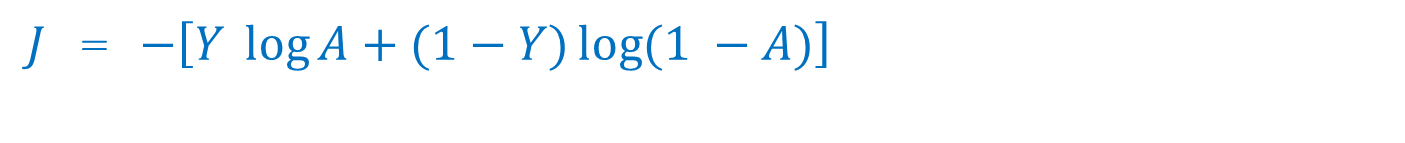 J = −[Y log A + (1 − Y) log(1 − A)]